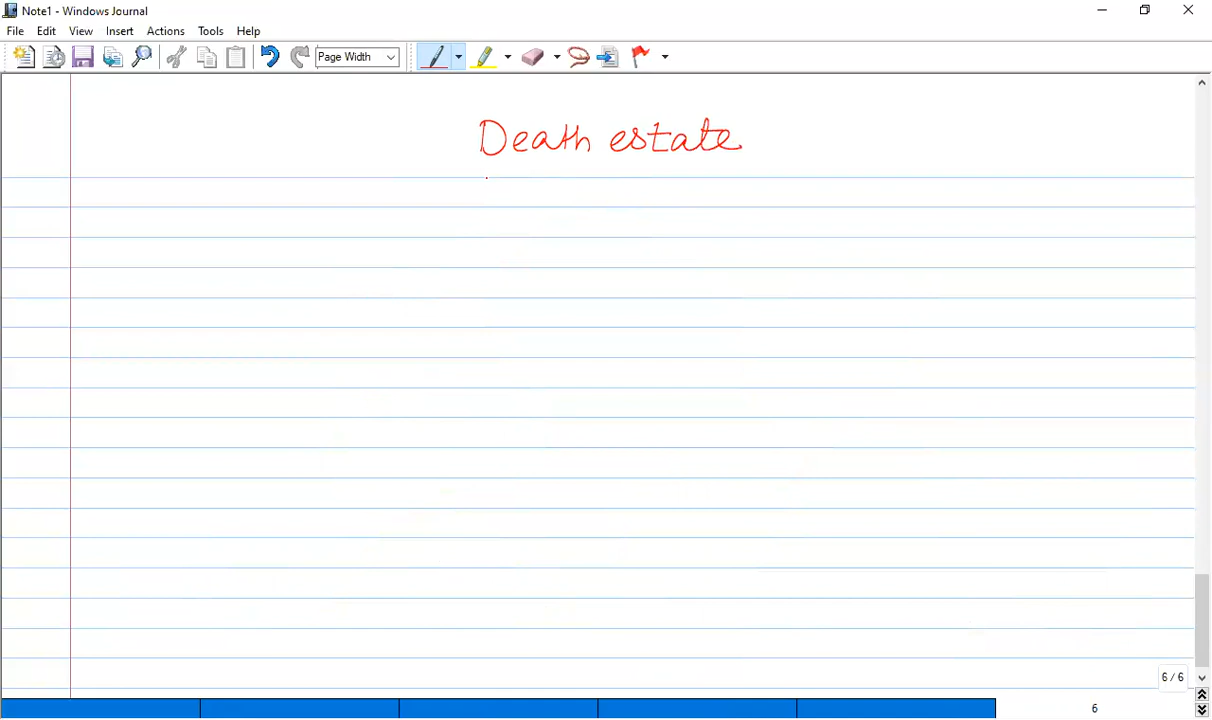 Note1 - Windows Journal
File Edit View Insert Actions Tools Help
Page Width
Death estate
6 / 6
6